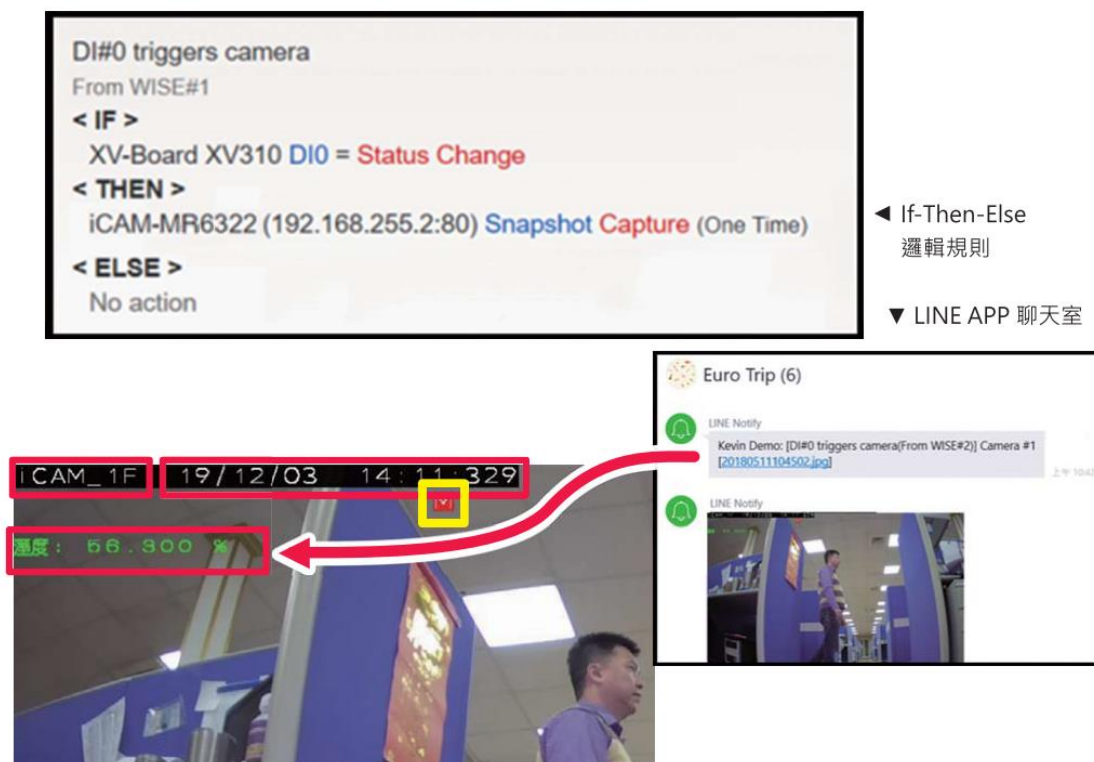 DI#0 triggers camera
From WISE#1
< IF >
XV-Board XV310 DI0 = Status Change
< THEN >
iCAM-MR6322 (192.168.255.2:80) Snapshot Capture (One Time)
< ELSE >
No action
◄ If-Then-Else
邏輯規則
▼ LINE APP 聊天室
Euro Trip (6)
LINE Notify
Kevin Demo: [DI#0 triggers camera(From WISE#2)] Camera #1
[20180511104502.jpg]
上午
LINE Notify
iCAM_1F 19/12/03 14:11:329
溼度: 56.300 %